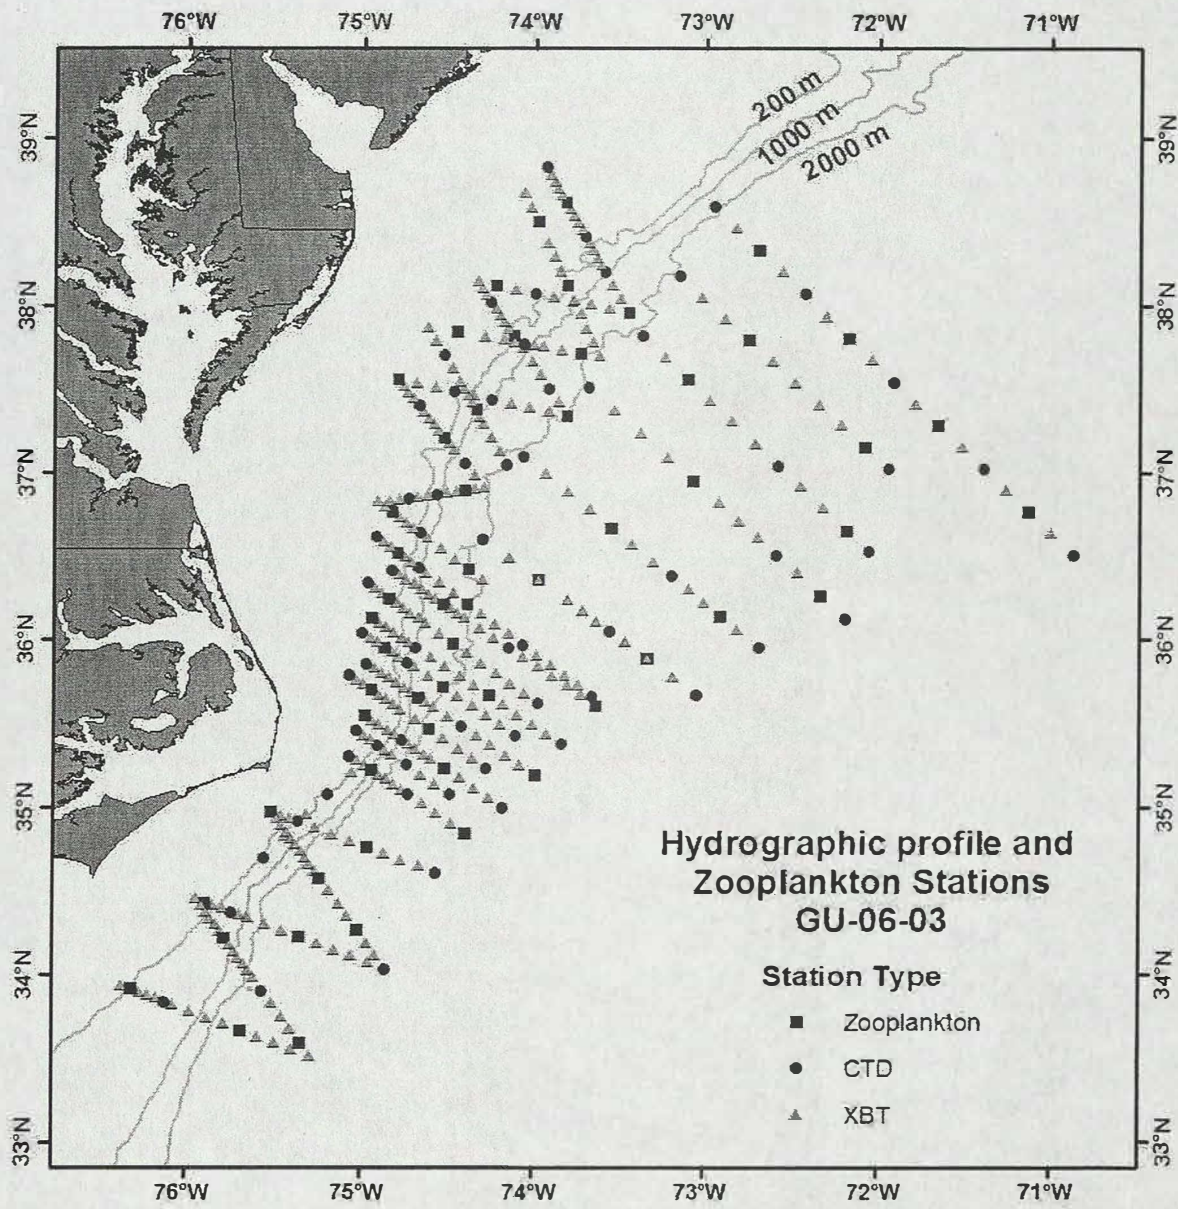 76°W 75°W 74°W 73°W 72°W 71°W
200 m
1000 m
2000 m
39°N 39°N
38°N 38°N
37°N 37°N
36°N 36°N
35°N 35°N
Hydrographic profile and
Zooplankton Stations
GU-06-03
34°N 34°N
Station Type
Zooplankton
CTD
XBT
33°N 33°N
76°W 75°W 74°W 73°W 72°W 71°W